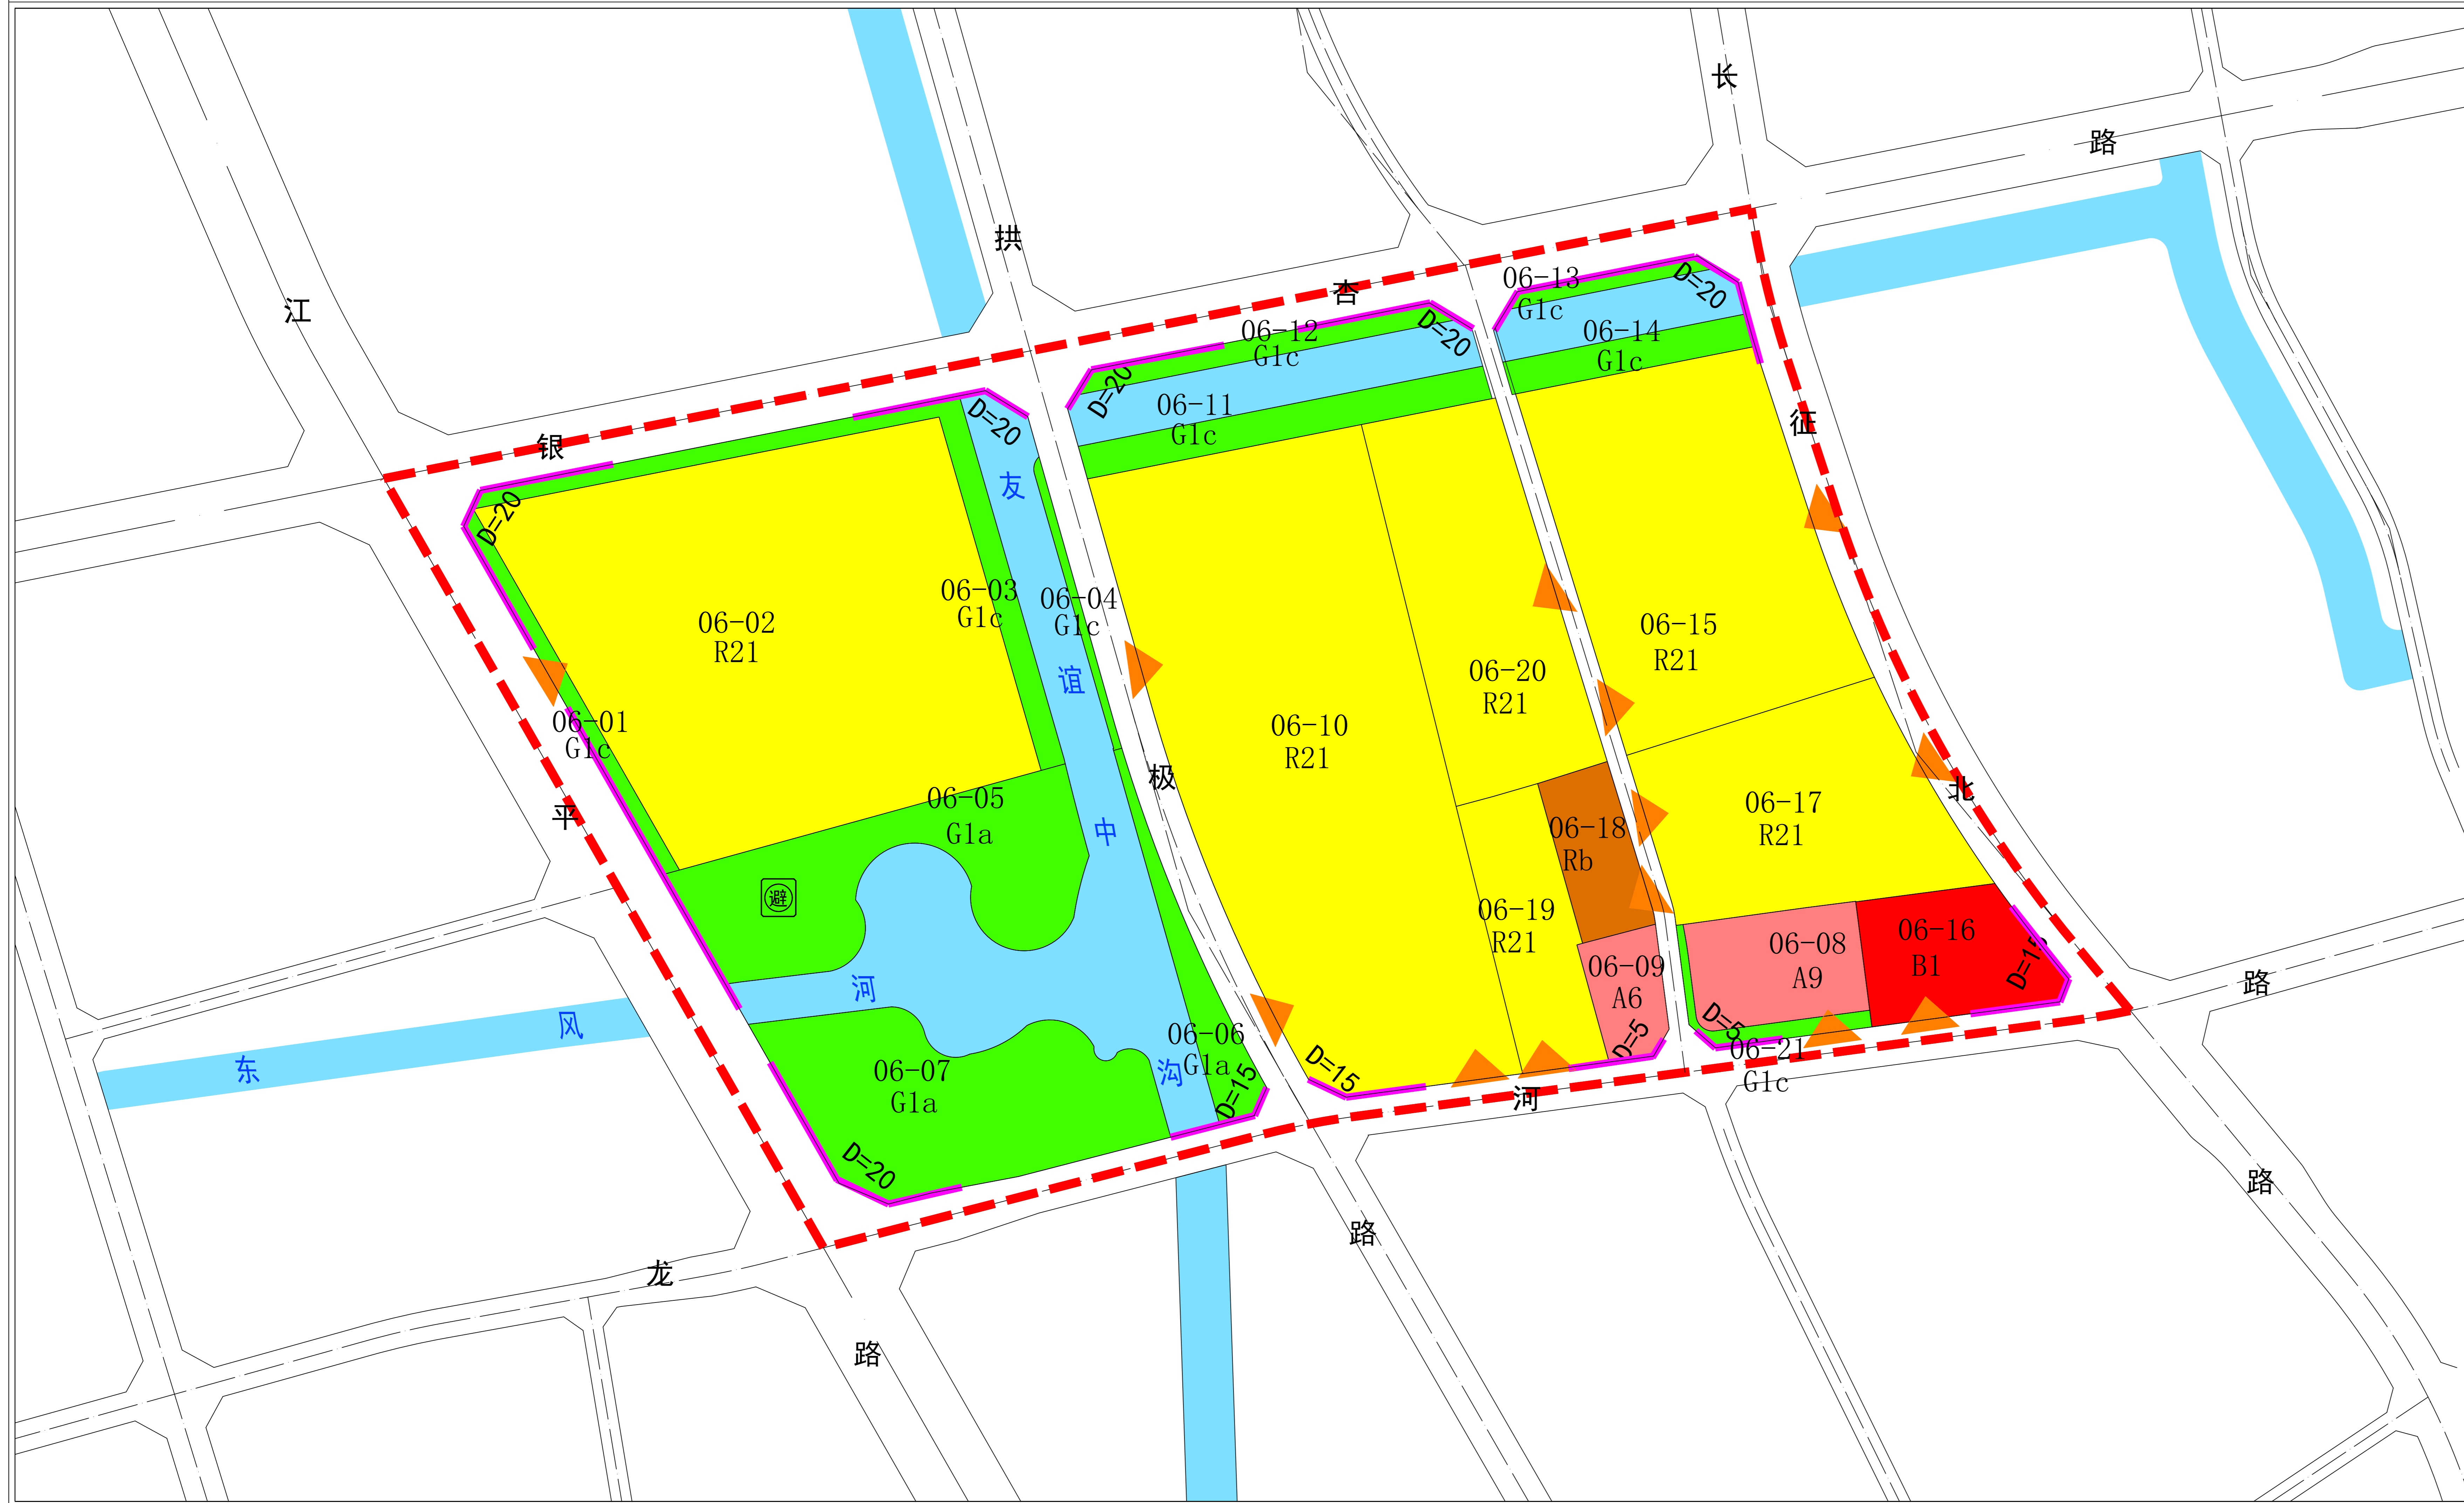 长
路
拱
江
杏
银
征
06-13
G1c
D=20
06-12
G1c
D=20
06-14
G1c
D=20
06-11
G1c
D=20
D=20
友
06-03
G1c
06-04
G1c
06-02
R21
06-15
R21
谊
06-20
R21
06-01
G1c
06-10
R21
极
北
平
06-05
G1a
中
06-17
R21
06-18
Rb
避
06-19
R21
06-16
B1
06-08
A9
D=15
06-09
A6
河
路
风
东
06-06
G1a
D=5
D=5
06-21
G1c
06-07
G1a
沟
D=15
D=15
河
D=20
路
路
龙
路